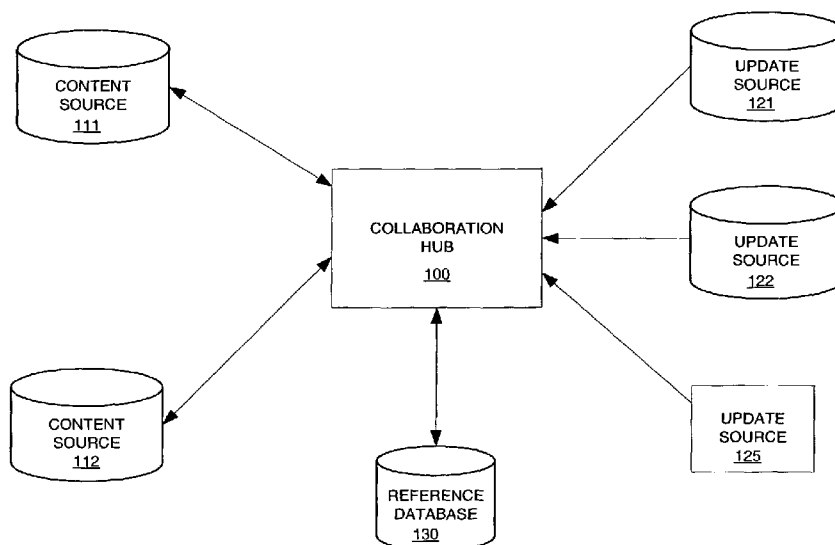 CONTENT
SOURCE
111
UPDATE
SOURCE
121
COLLABORATION
HUB
100
UPDATE
SOURCE
122
CONTENT
SOURCE
112
UPDATE
SOURCE
125
REFERENCE
DATABASE
130